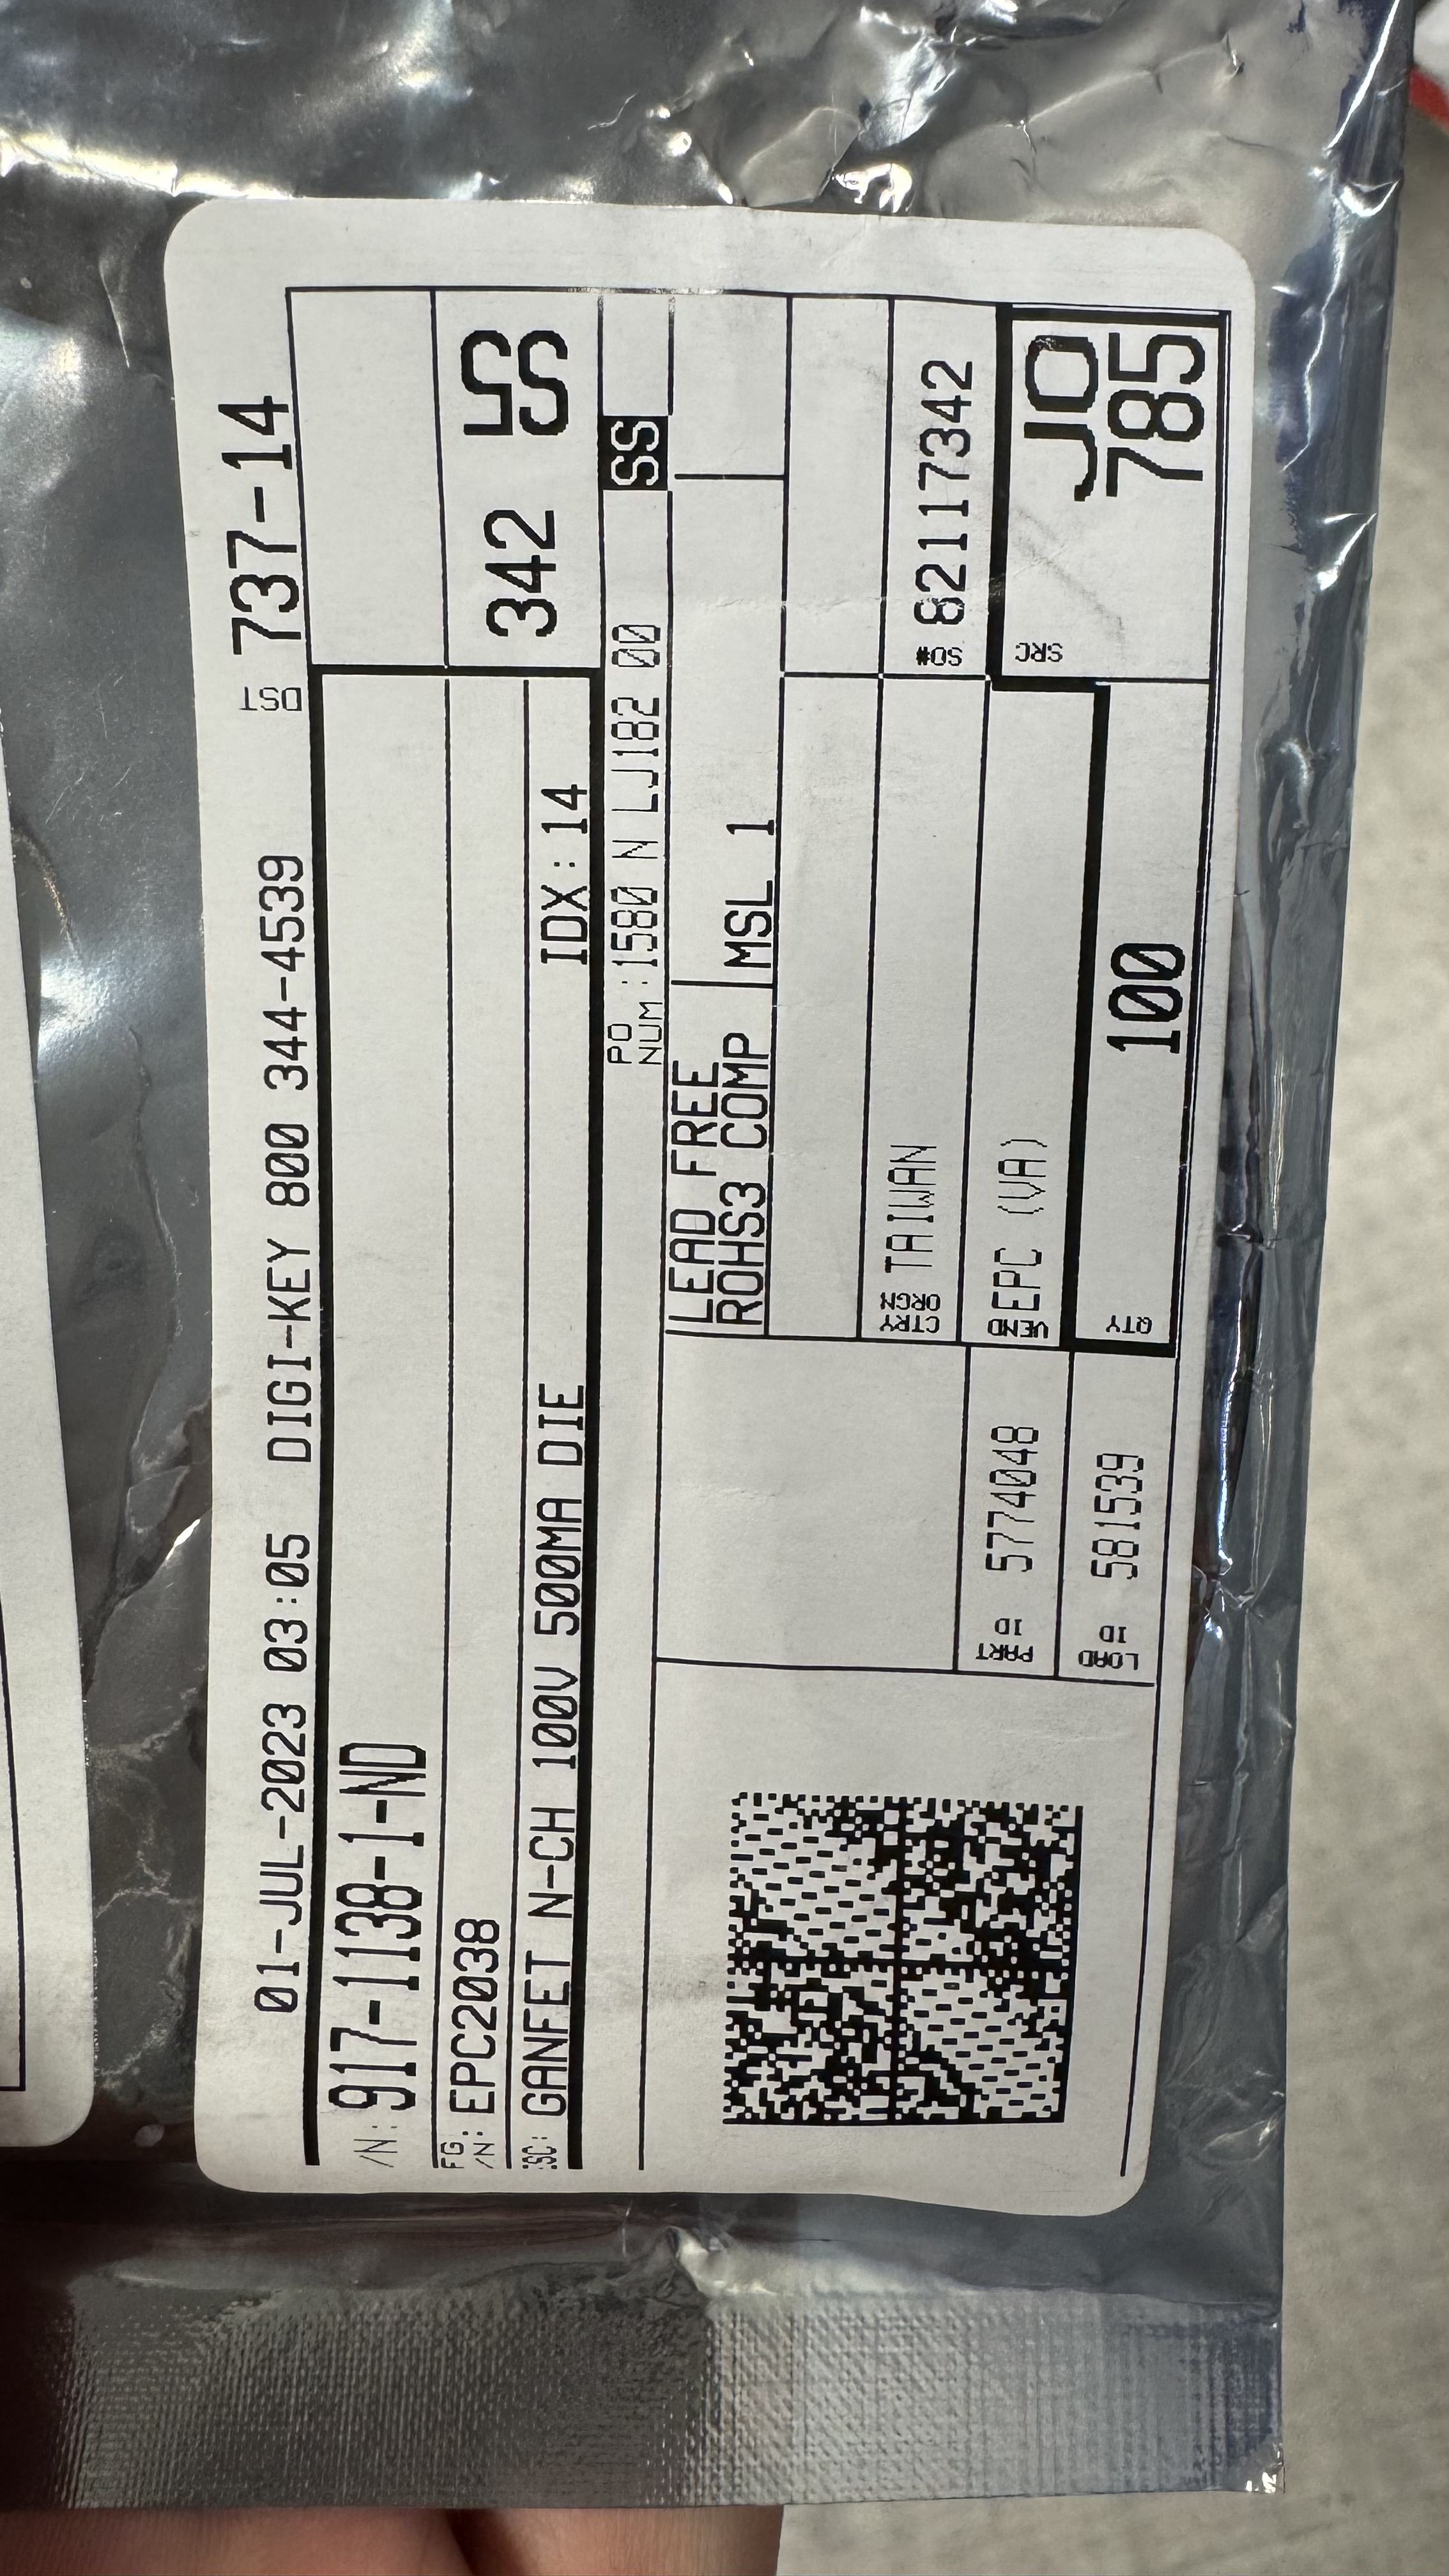 01-JUL-2023 03:05 DIGI-KEY 800 344-4539 DST 737-14
/N: 917-1138-1-ND
FG. /N: EPC2038
342 SS
SC: GANFET N-CH 100V 500MA DIE IDX: 14
PO NUM :1580 N LJ182 00 SS
LEAD FREE
ROHS3 COMP MSL 1
CTRY ORGN TAIWAN
SO# 82117342
PART ID 5774048
VEND EPC (VA)
SRC JO
785
LOAD ID 581539
QTY 100